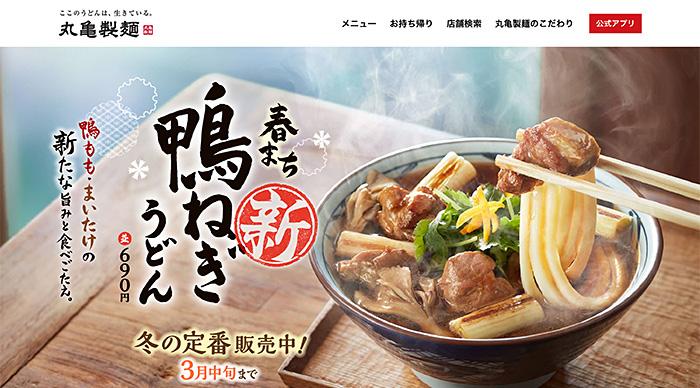 ここのうどんは、生きている。
丸亀製麺
メニュー
お持ち帰り
店舗検索
丸亀製麺のこだわり
公式アプリ
春まち
鴨ねぎ
うどん
新
並690円
鴨もも・まいたけの
新たな旨みと食べごたえ。
冬の定番販売中!
3月中旬まで